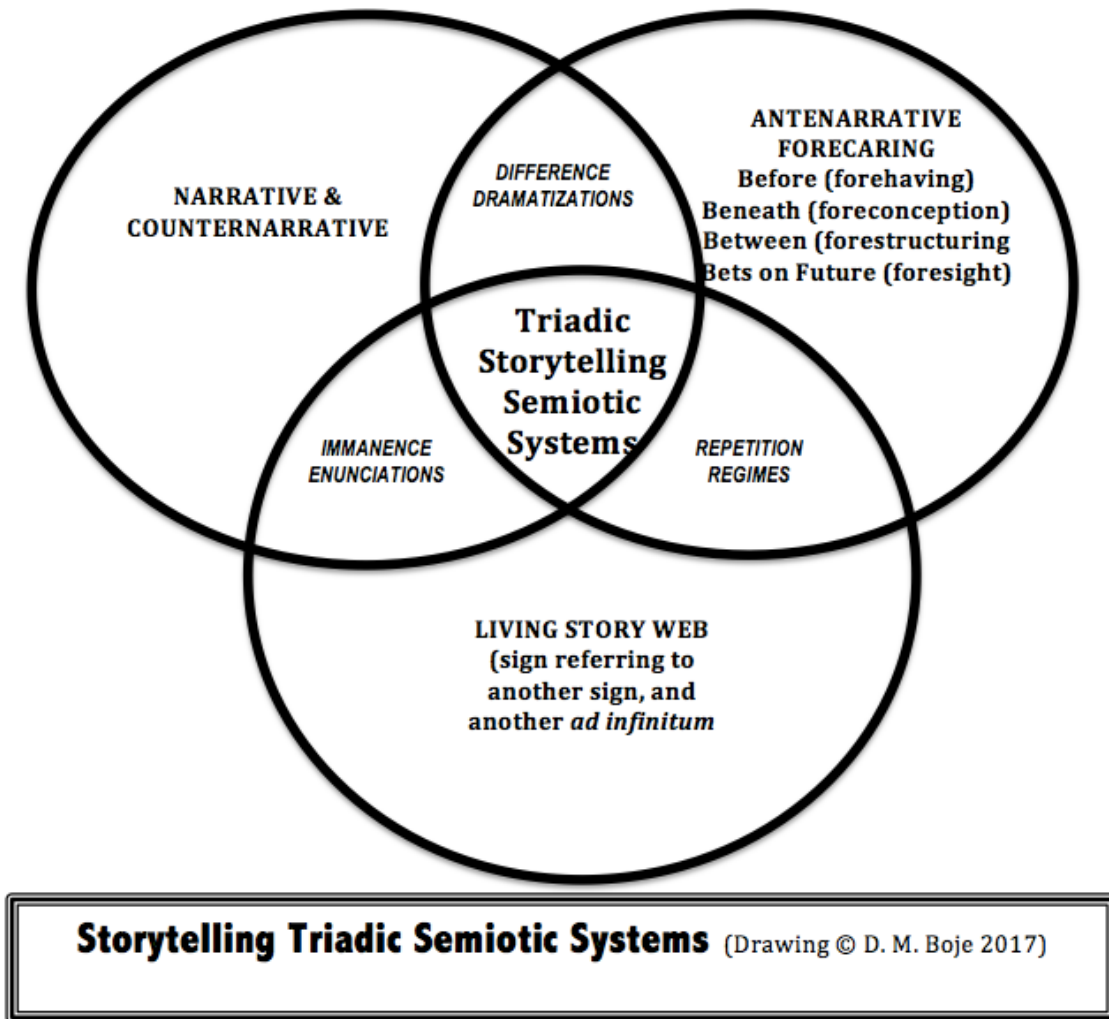 NARRATIVE &
COUNTERNARRATIVE
DIFFERENCE
DRAMATIZATIONS
ANTENARRATIVE
FORECARING
Before (forehaving)
Beneath (foreconception)
Between (forestructuring
Bets on Future (foresight)
Triadic
Storytelling
Semiotic
Systems
IMMANENCE
ENUNCIATIONS
REPETITION
REGIMES
LIVING STORY WEB
(sign referring to
another sign, and
another ad infinitum
Storytelling Triadic Semiotic Systems (Drawing © D. M. Boje 2017)